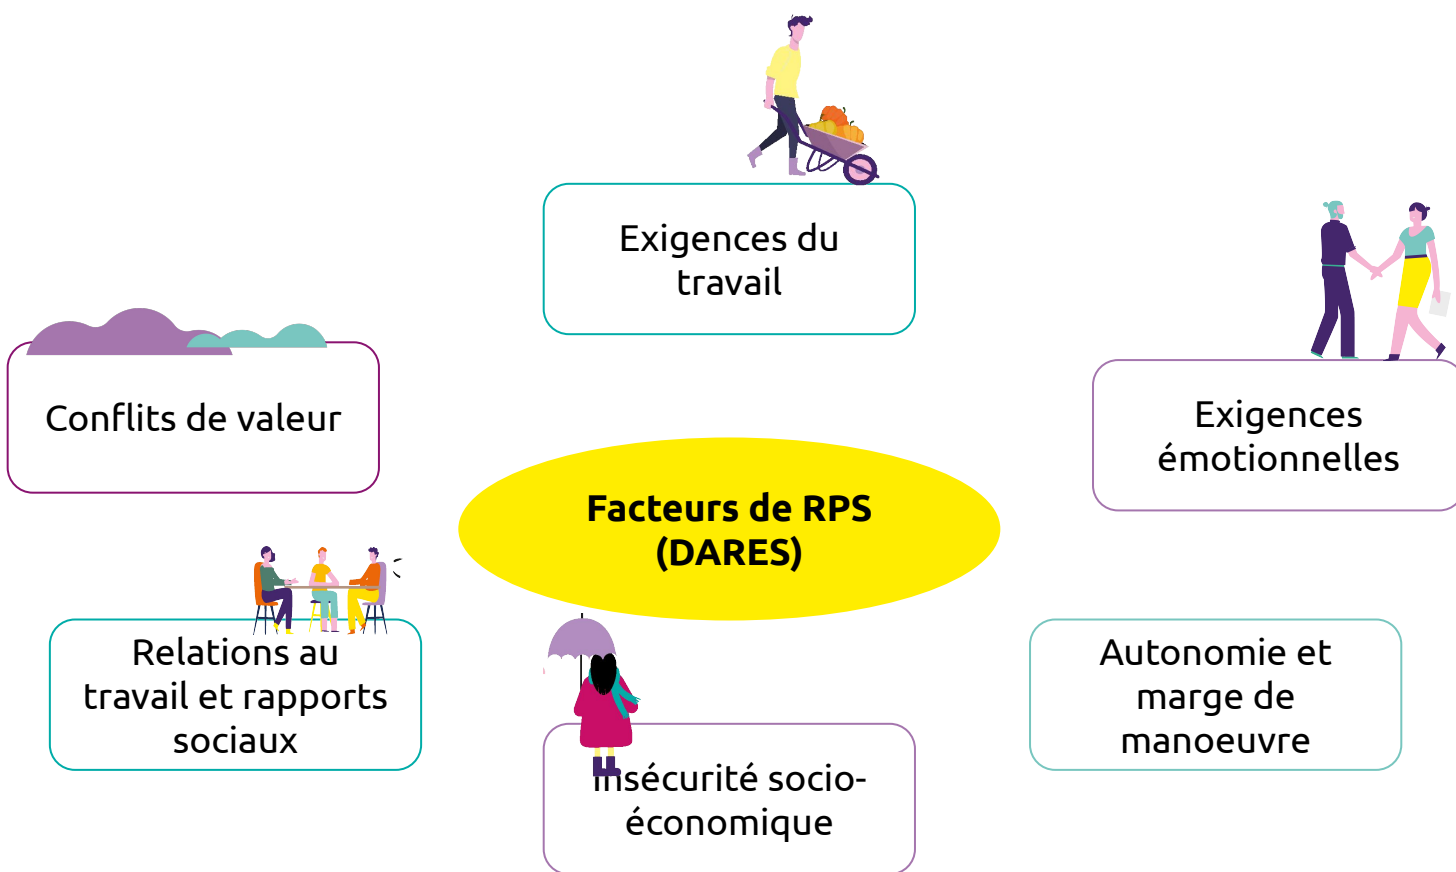 Exigences du
travail
Conflits de valeur
Exigences
émotionnelles
Facteurs de RPS
(DARES)
Relations au
travail et rapports
sociaux
Autonomie et
marge de
manoeuvre
Insécurité socio-
économique